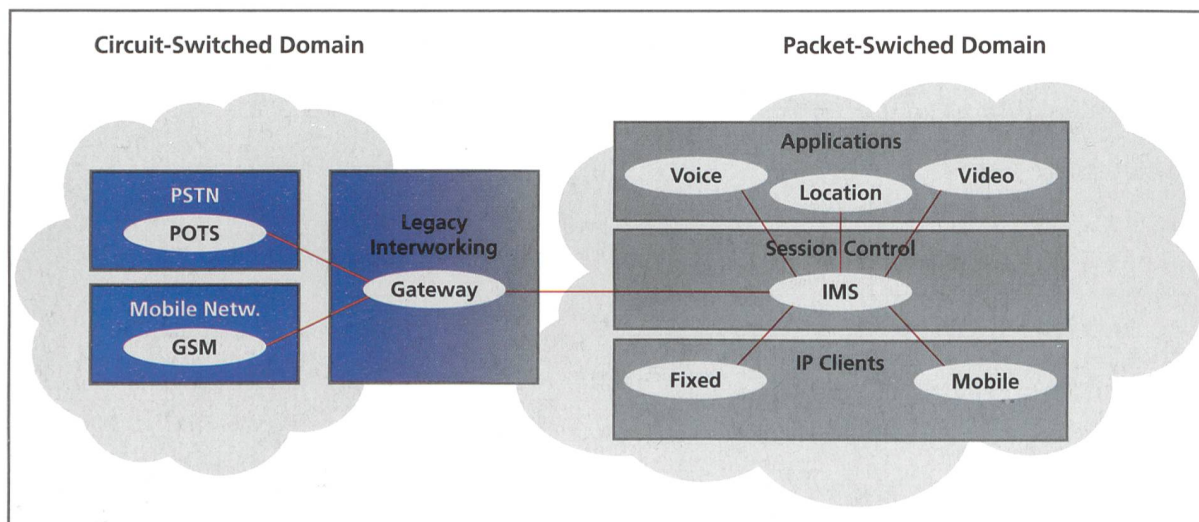 Circuit-Switched Domain
Packet-Swiched Domain
PSTN
POTS
Mobile Netw.
GSM
Legacy
Interworking
Gateway
Applications
Voice
Location
Video
Session Control
IMS
IP Clients
Fixed
Mobile